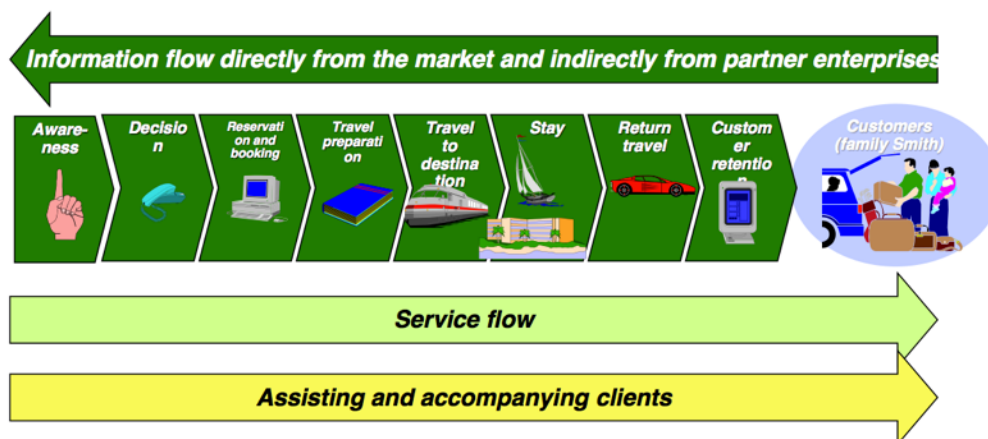 Information flow directly from the market and indirectly from partner enterprises
Aware-
ness
Decisio
n
Reservati
on and
booking
Travel
preparati
on
Travel
to
destina
tion
Stay
Return
travel
Custom
er
retentio
n
Customers
(family Smith)
Service flow
Assisting and accompanying clients